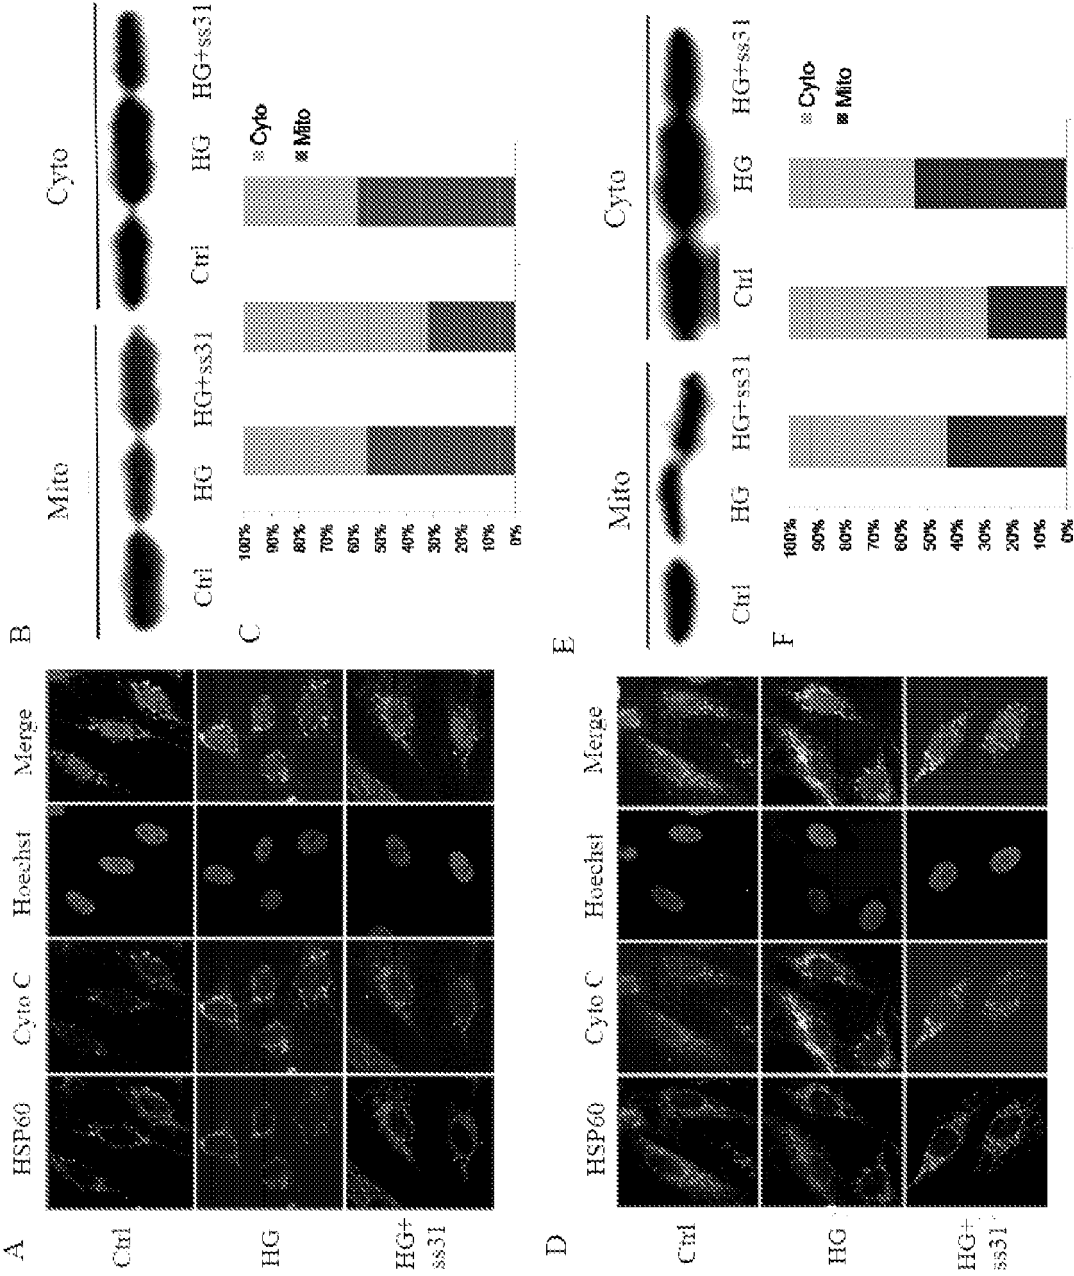 A
HSP60 Cyto C Hoechst Merge
Ctrl
HG
HG+
ss31
B
Mito Cyto
Ctrl HG HG+ss31 Ctrl HG HG+ss31
C
100%
90%
80%
70%
60%
50%
40%
30%
20%
10%
0%
Cyto
Mito
D
HSP60 Cyto C Hoechst Merge
Ctrl
HG
HG+
ss31
E
Mito Cyto
Ctrl HG HG+ss31 Ctrl HG HG+ss31
F
100%
90%
80%
70%
60%
50%
40%
30%
20%
10%
0%
Cyto
Mito